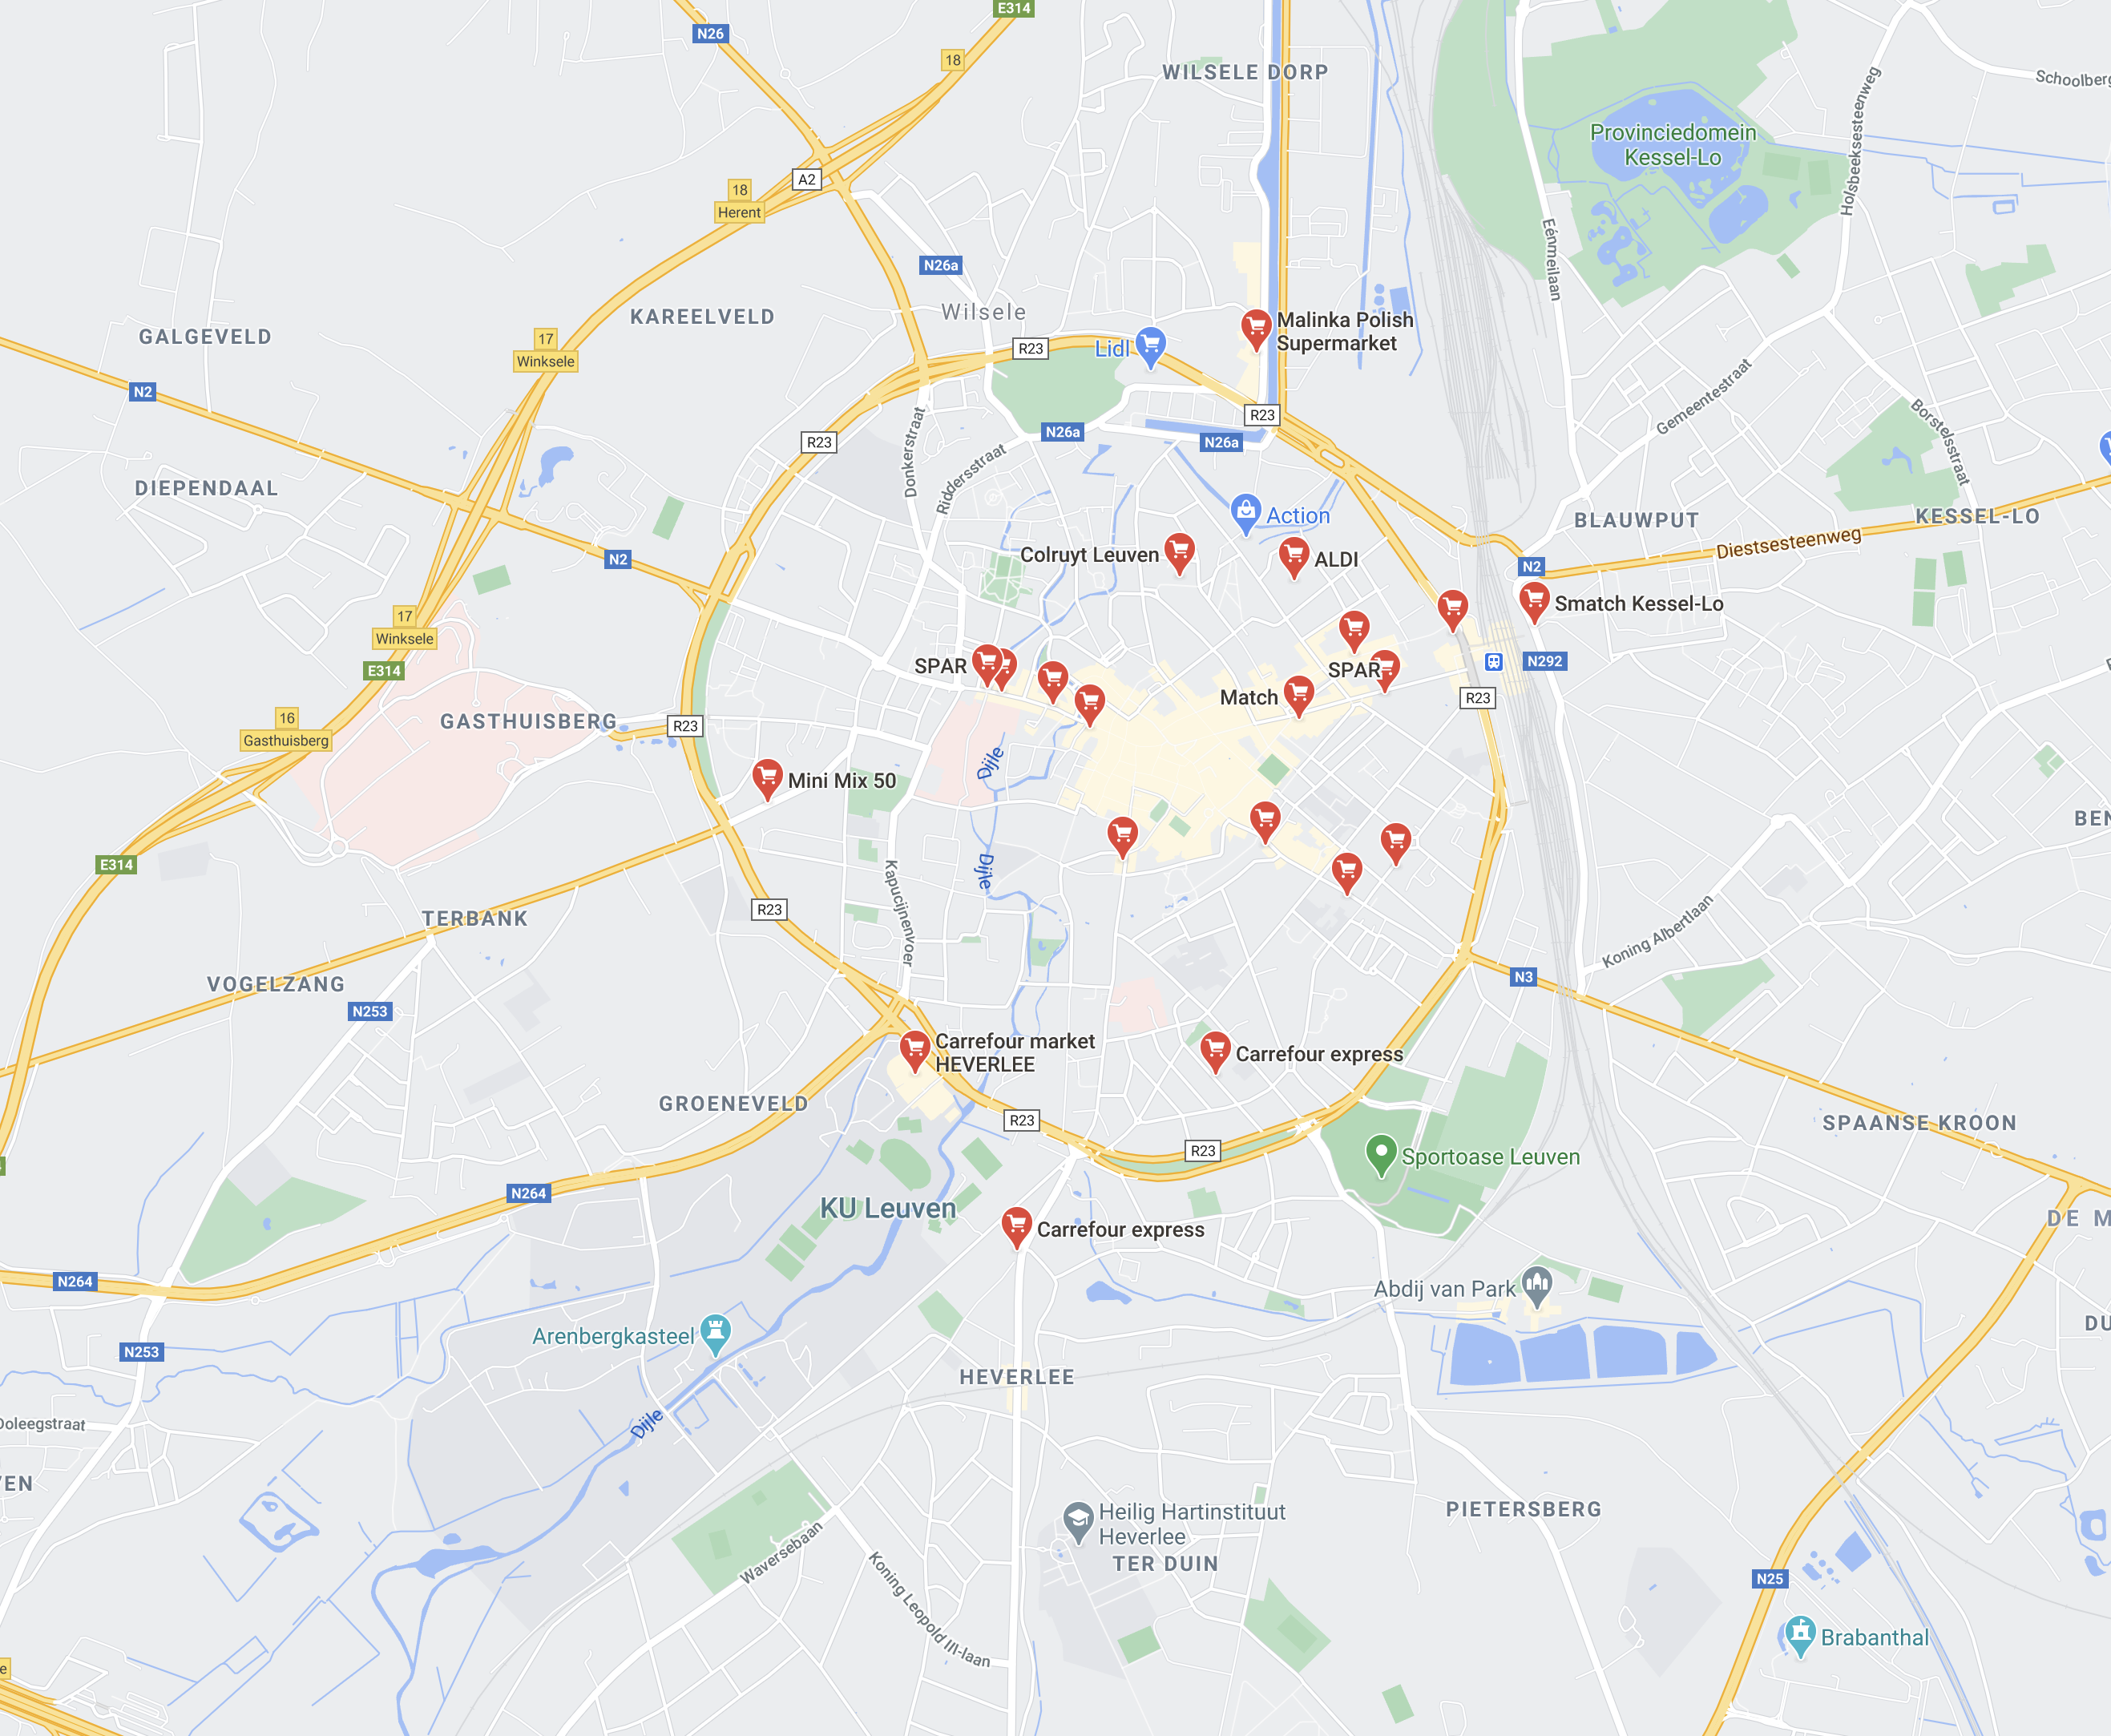 E314
N26
18
WILSELE DORP
Schoolberg
Provinciedomein
Kessel-Lo
Holsbeeksesteenweg
A2
18
Herent
Eénmeilaan
N26a
Wilsele
KAREELVELD
GALGEVELD
17
Winksele
Malinka Polish
Supermarket
Lidl
R23
N2
Gemeentestraat
Borstelsstraat
R23
N26a
N26a
R23
Donkerstraat
Riddersstraat
DIEPENDAAL
Action
BLAUWPUT
KESSEL-LO
Diestsesteenweg
Colruyt Leuven
ALDI
N2
N2
Smatch Kessel-Lo
17
Winksele
E314
SPAR
SPAR
N292
Match
R23
16
Gasthuisberg
GASTHUISBERG
R23
Dijle
Mini Mix 50
BEN
E314
Dijle
Kapucijnenvoer
TERBANK
R23
Koning Albertlaan
VOGELZANG
N253
N3
Carrefour market
HEVERLEE
Carrefour express
GROENEVELD
R23
SPAANSE KROON
R23
Sportoase Leuven
N264
KU Leuven
DE M
Carrefour express
N264
Abdij van Park
DU
Arenbergkasteel
N253
HEVERLEE
Dijle
Doleegstraat
VEN
Heilig Hartinstituut
Heverlee
PIETERSBERG
TER DUIN
Waversebaan
Koning Leopold III-laan
N25
Brabanthal
e